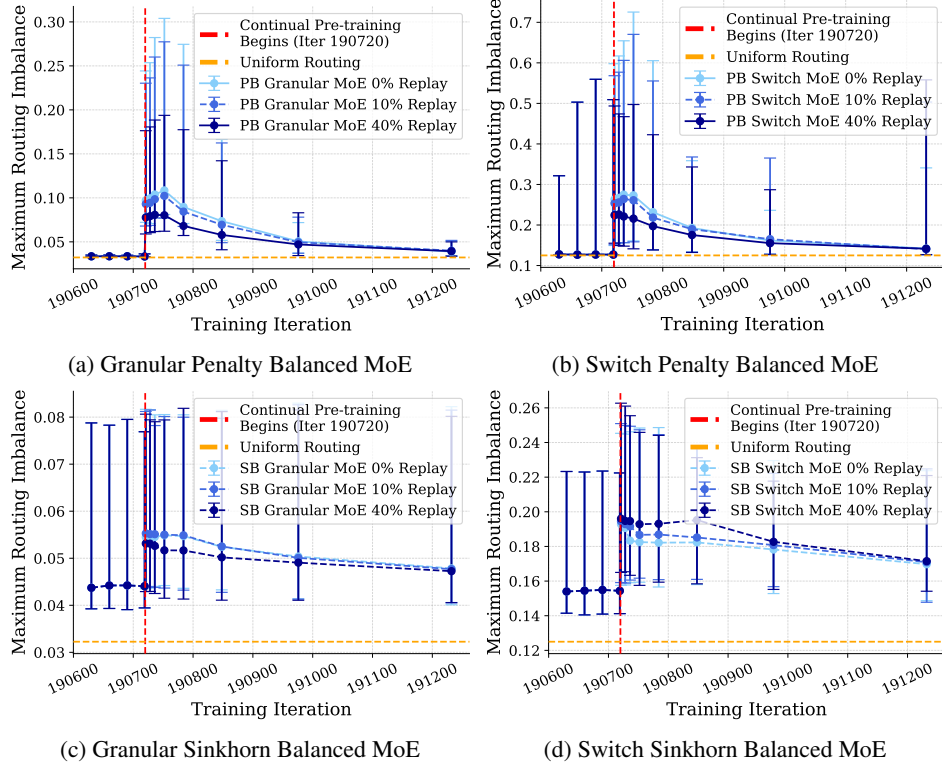 Maximum Routing Imbalance
0.30
0.25
0.20
0.15
0.10
0.05
Continual Pre-training
Begins (Iter 190720)
Uniform Routing
PB Granular MoE 0% Replay
PB Granular MoE 10% Replay
PB Granular MoE 40% Replay
190600
190700
190800
190900
191000
191100
191200
Training Iteration
(a) Granular Penalty Balanced MoE
Maximum Routing Imbalance
0.7
0.6
0.5
0.4
0.3
0.2
0.1
Continual Pre-training
Begins (Iter 190720)
Uniform Routing
PB Switch MoE 0% Replay
PB Switch MoE 10% Replay
PB Switch MoE 40% Replay
190600
190700
190800
190900
191000
191100
191200
Training Iteration
(b) Switch Penalty Balanced MoE
Maximum Routing Imbalance
0.08
0.07
0.06
0.05
0.04
0.03
Continual Pre-training
Begins (Iter 190720)
Uniform Routing
SB Granular MoE 0% Replay
SB Granular MoE 10% Replay
SB Granular MoE 40% Replay
190600
190700
190800
190900
191000
191100
191200
Training Iteration
(c) Granular Sinkhorn Balanced MoE
Maximum Routing Imbalance
0.26
0.24
0.22
0.20
0.18
0.16
0.14
0.12
Continual Pre-training
Begins (Iter 190720)
Uniform Routing
SB Switch MoE 0% Replay
SB Switch MoE 10% Replay
SB Switch MoE 40% Replay
190600
190700
190800
190900
191000
191100
191200
Training Iteration
(d) Switch Sinkhorn Balanced MoE